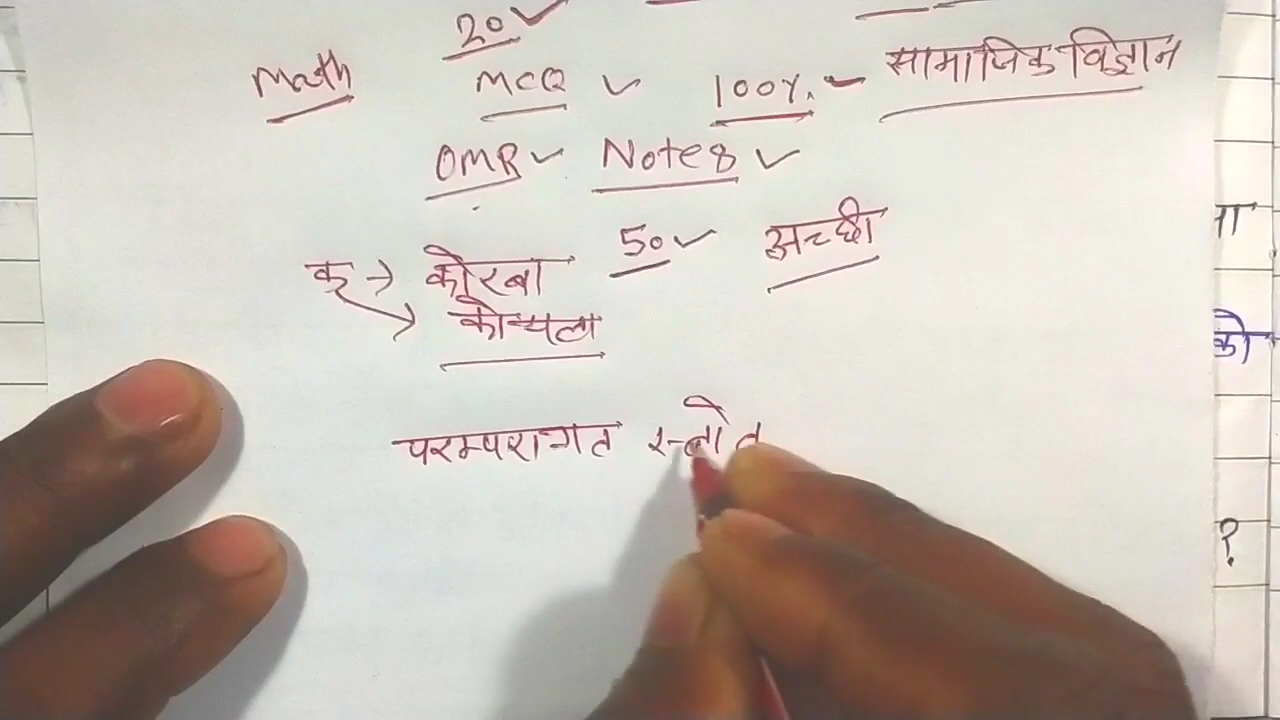 20
Math MCQ 100%. सामाजिक विज्ञान
OMR Notes
50 अच्छी
क → कोरबा
→ कोयला
परम्परागत स्त्रोत
को
?